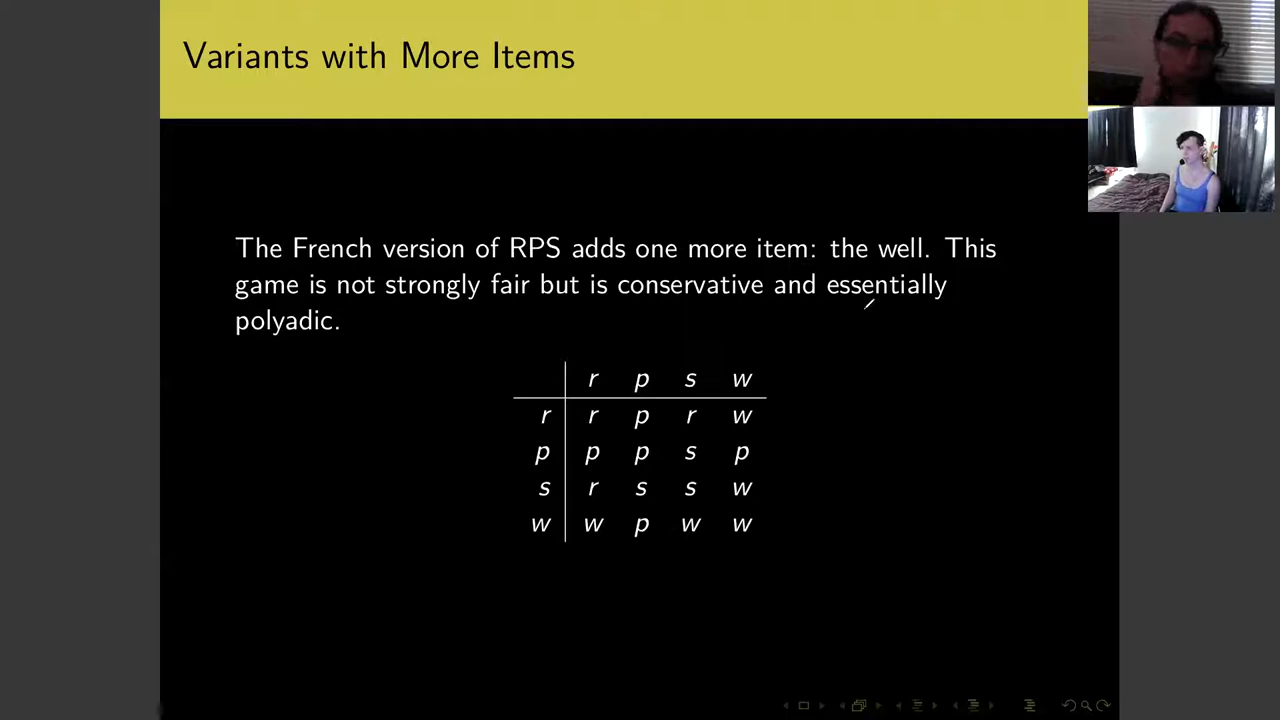 Variants with More Items
The French version of RPS adds one more item: the well. This
game is not strongly fair but is conservative and essentially
polyadic.
r p s w
r r p r w
p p p s p
s r s s w
w w p w w